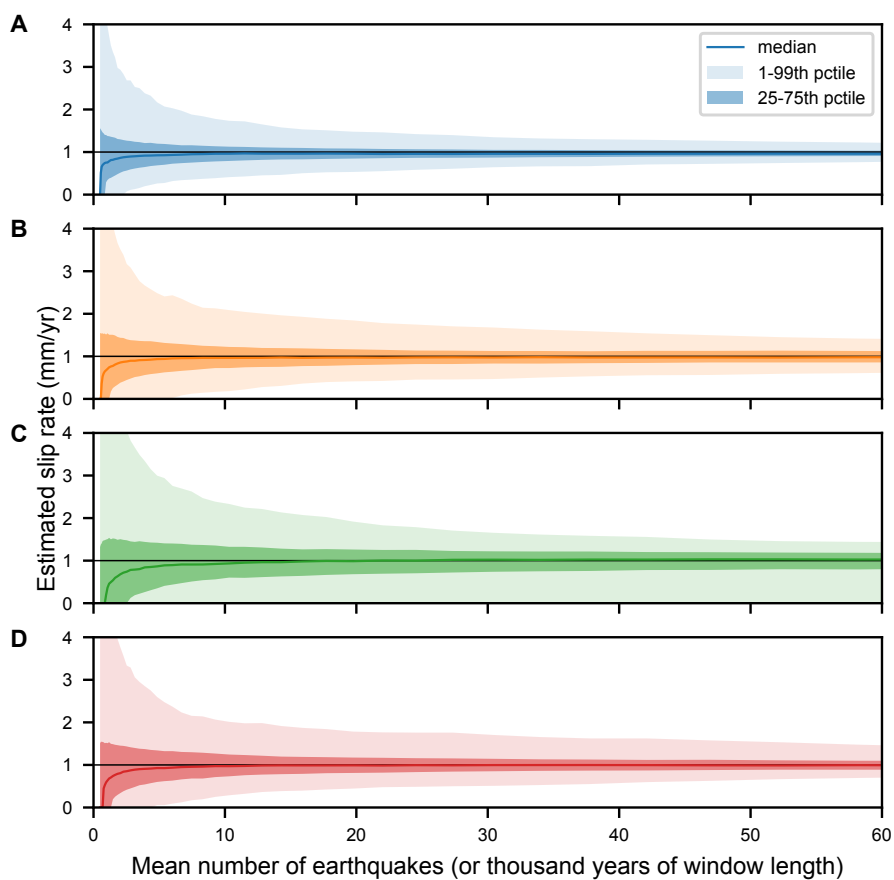 A
4
3
2
1
0
median
1-99th pctile
25-75th pctile
B
4
3
2
1
0
C
4
3
2
1
0
D
4
3
2
1
0
Estimated slip rate (mm/yr)
0 10 20 30 40 50 60
Mean number of earthquakes (or thousand years of window length)